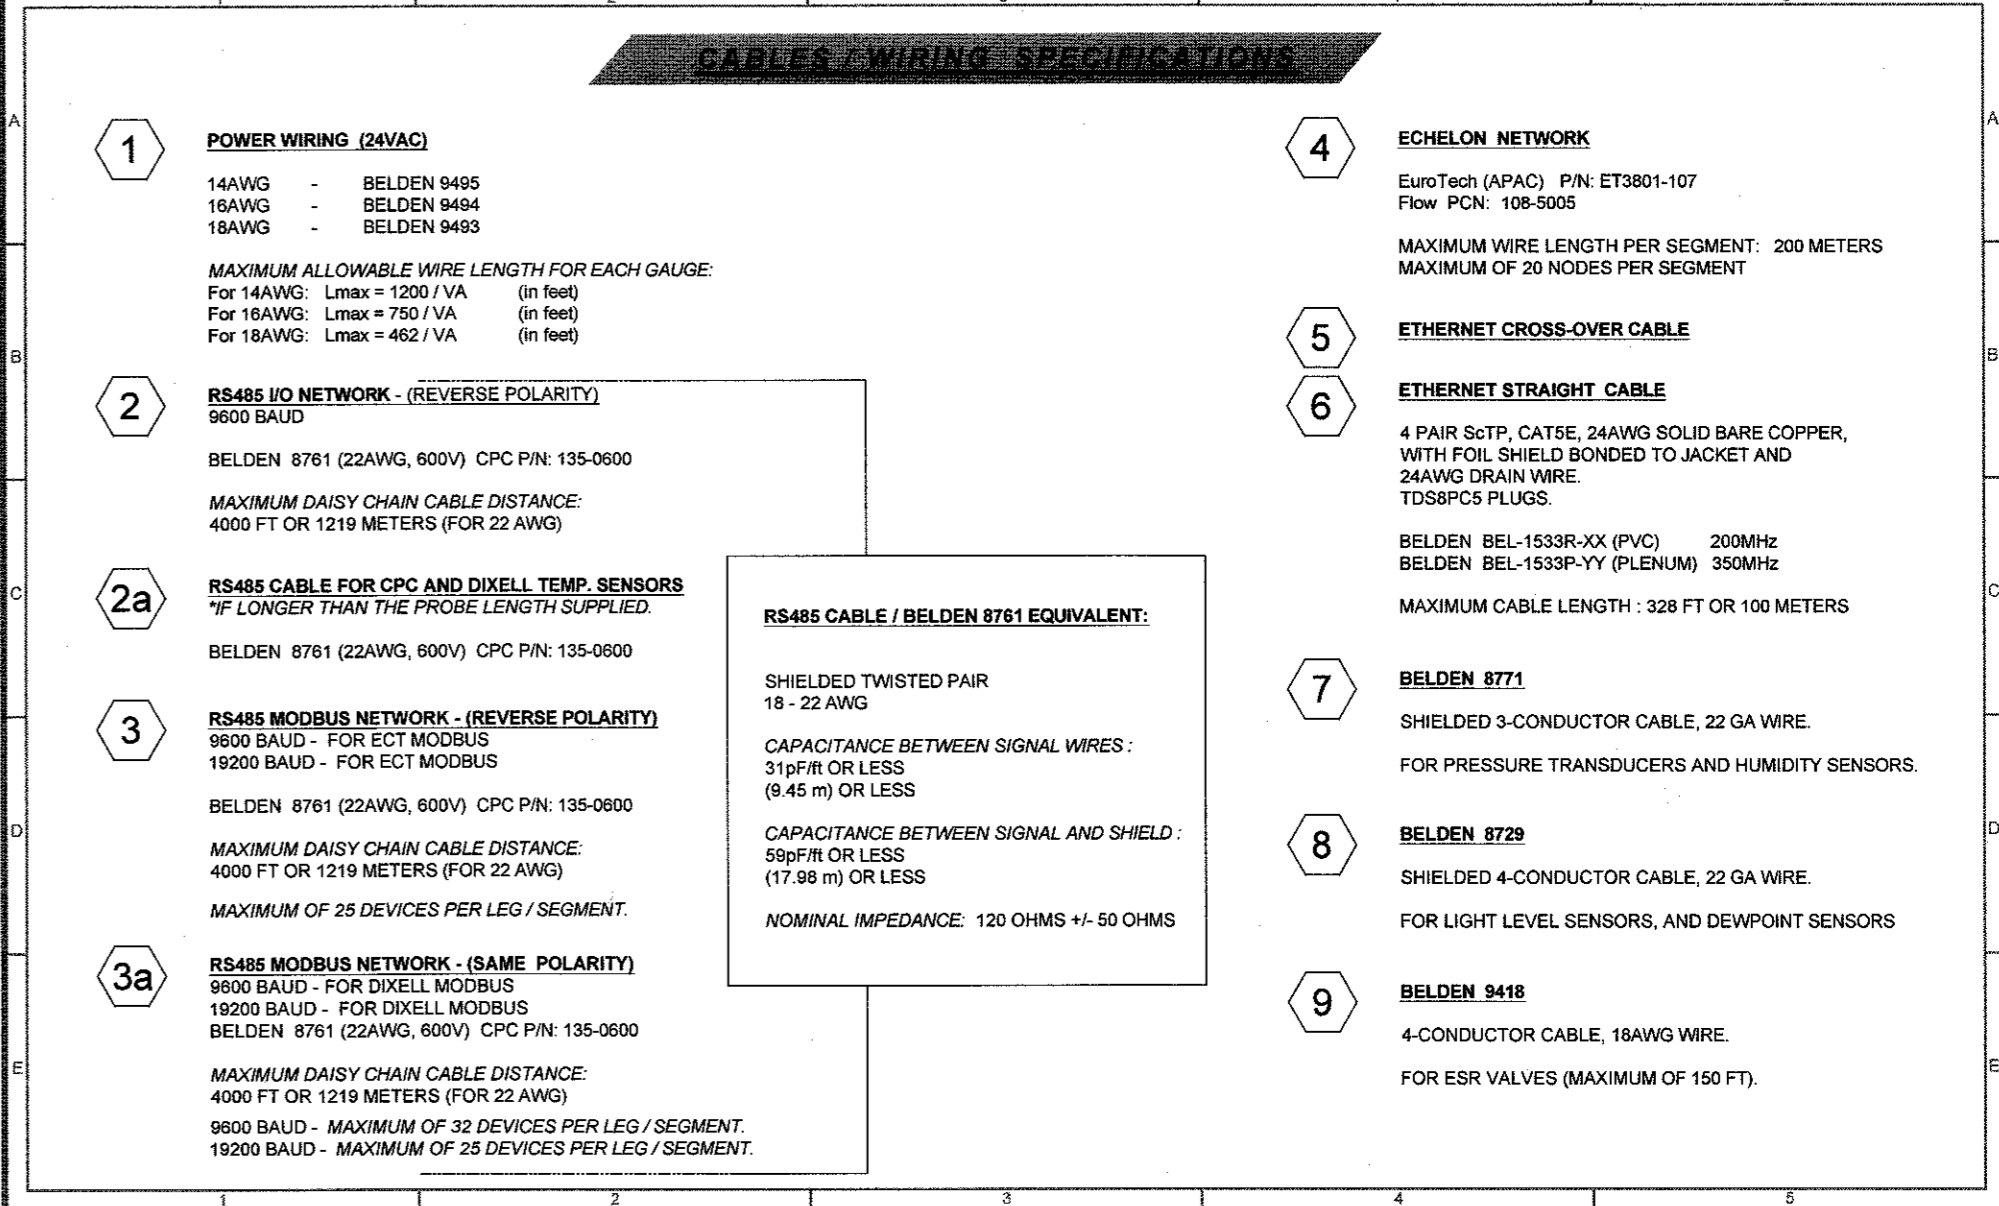 CABLES / WIRING SPECIFICATIONS
1
POWER WIRING (24VAC)
14AWG - BELDEN 9495
16AWG - BELDEN 9494
18AWG - BELDEN 9493
MAXIMUM ALLOWABLE WIRE LENGTH FOR EACH GAUGE:
For 14AWG: Lmax = 1200 / VA (in feet)
For 16AWG: Lmax = 750 / VA (in feet)
For 18AWG: Lmax = 462 / VA (in feet)
2
RS485 I/O NETWORK - (REVERSE POLARITY)
9600 BAUD
BELDEN 8761 (22AWG, 600V) CPC P/N: 135-0600
MAXIMUM DAISY CHAIN CABLE DISTANCE:
4000 FT OR 1219 METERS (FOR 22 AWG)
2a
RS485 CABLE FOR CPC AND DIXELL TEMP. SENSORS
*IF LONGER THAN THE PROBE LENGTH SUPPLIED.
BELDEN 8761 (22AWG, 600V) CPC P/N: 135-0600
3
RS485 MODBUS NETWORK - (REVERSE POLARITY)
9600 BAUD - FOR ECT MODBUS
19200 BAUD - FOR ECT MODBUS
BELDEN 8761 (22AWG, 600V) CPC P/N: 135-0600
MAXIMUM DAISY CHAIN CABLE DISTANCE:
4000 FT OR 1219 METERS (FOR 22 AWG)
MAXIMUM OF 25 DEVICES PER LEG / SEGMENT.
3a
RS485 MODBUS NETWORK - (SAME POLARITY)
9600 BAUD - FOR DIXELL MODBUS
19200 BAUD - FOR DIXELL MODBUS
BELDEN 8761 (22AWG, 600V) CPC P/N: 135-0600
MAXIMUM DAISY CHAIN CABLE DISTANCE:
4000 FT OR 1219 METERS (FOR 22 AWG)
9600 BAUD - MAXIMUM OF 32 DEVICES PER LEG / SEGMENT.
19200 BAUD - MAXIMUM OF 25 DEVICES PER LEG / SEGMENT.
RS485 CABLE / BELDEN 8761 EQUIVALENT:
SHIELDED TWISTED PAIR
18 - 22 AWG
CAPACITANCE BETWEEN SIGNAL WIRES :
31pF/ft OR LESS
(9.45 m) OR LESS
CAPACITANCE BETWEEN SIGNAL AND SHIELD :
59pF/ft OR LESS
(17.98 m) OR LESS
NOMINAL IMPEDANCE: 120 OHMS +/- 50 OHMS
4
ECHELON NETWORK
EuroTech (APAC) P/N: ET3801-107
Flow PCN: 108-5005
MAXIMUM WIRE LENGTH PER SEGMENT: 200 METERS
MAXIMUM OF 20 NODES PER SEGMENT
5
ETHERNET CROSS-OVER CABLE
6
ETHERNET STRAIGHT CABLE
4 PAIR ScTP, CAT5E, 24AWG SOLID BARE COPPER,
WITH FOIL SHIELD BONDED TO JACKET AND
24AWG DRAIN WIRE.
TDS8PC5 PLUGS.
BELDEN BEL-1533R-XX (PVC) 200MHz
BELDEN BEL-1533P-YY (PLENUM) 350MHz
MAXIMUM CABLE LENGTH : 328 FT OR 100 METERS
7
BELDEN 8771
SHIELDED 3-CONDUCTOR CABLE, 22 GA WIRE.
FOR PRESSURE TRANSDUCERS AND HUMIDITY SENSORS.
8
BELDEN 8729
SHIELDED 4-CONDUCTOR CABLE, 22 GA WIRE.
FOR LIGHT LEVEL SENSORS, AND DEWPOINT SENSORS
9
BELDEN 9418
4-CONDUCTOR CABLE, 18AWG WIRE.
FOR ESR VALVES (MAXIMUM OF 150 FT).
A
B
C
D
E
A
B
C
D
E
1
2
3
4
5